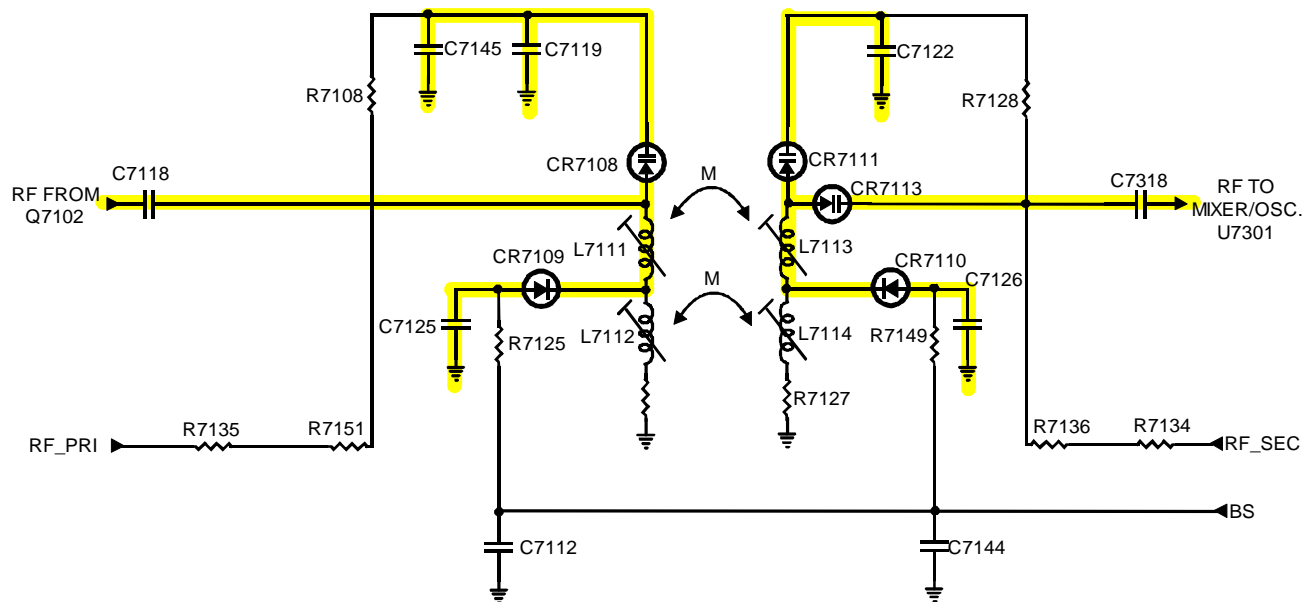 C7145
C7119
C7122
R7108
R7128
CR7108
CR7111
C7118
M
CR7113
C7318
RF FROM
Q7102
RF TO
MIXER/OSC.
U7301
L7111
L7113
CR7109
M
CR7110
C7126
C7125
R7125
L7112
L7114
R7149
R7127
RF_PRI
R7135
R7151
R7136
R7134
RF_SEC
BS
C7112
C7144